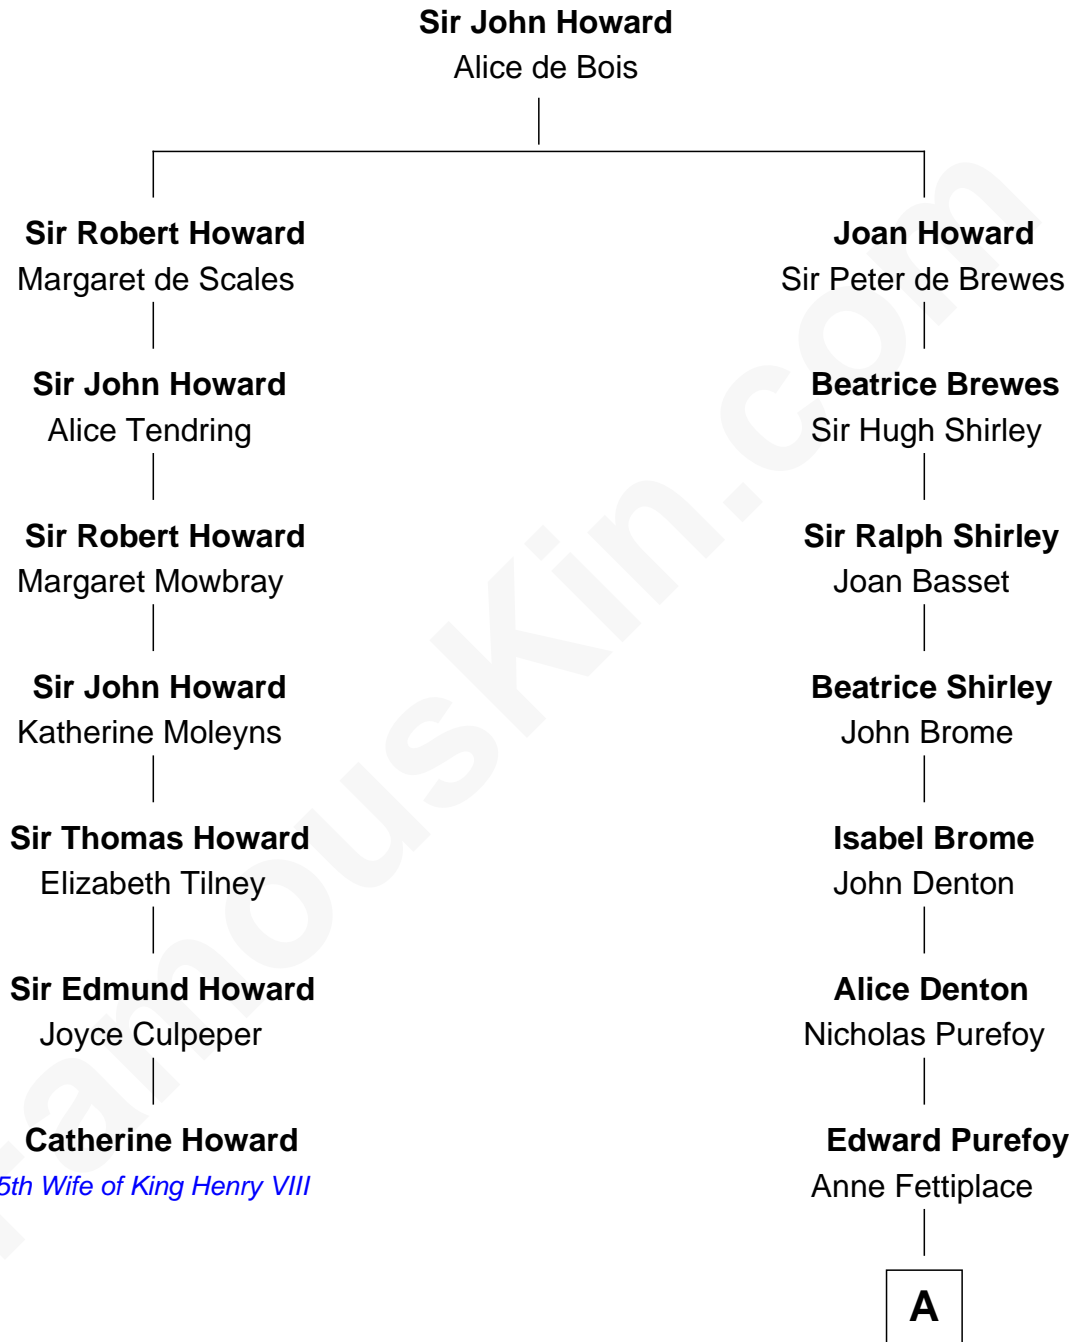 Sir John Howard
Alice de Bois
Sir Robert Howard
Margaret de Scales
Joan Howard
Sir Peter de Brewes
Sir John Howard
Alice Tendring
Beatrice Brewes
Sir Hugh Shirley
Sir Robert Howard
Margaret Mowbray
Sir Ralph Shirley
Joan Basset
Sir John Howard
Katherine Moleyns
Beatrice Shirley
John Brome
Sir Thomas Howard
Elizabeth Tilney
Isabel Brome
John Denton
Sir Edmund Howard
Joyce Culpeper
Alice Denton
Nicholas Purefoy
Catherine Howard
5th Wife of King Henry VIII
Edward Purefoy
Anne Fettiplace
A
FamousKin.com